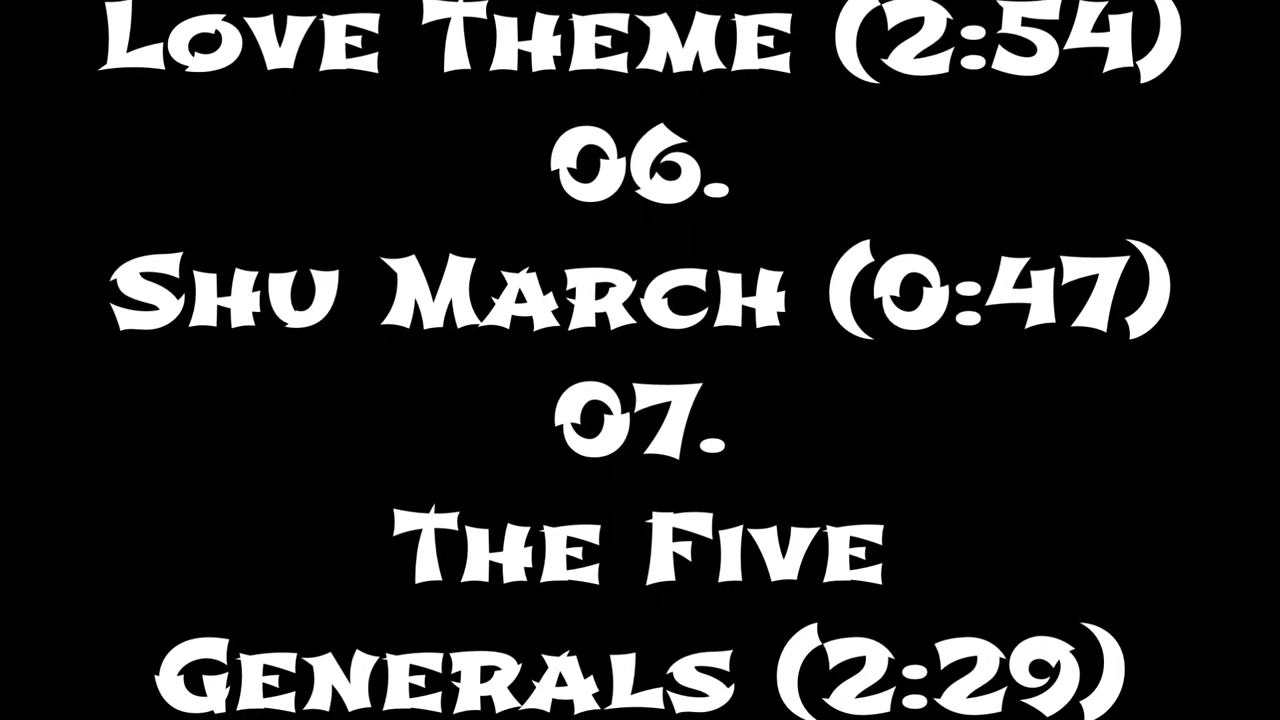 Love Theme (2:54)
06.
Shu March (0:47)
07.
The Five
Generals (2:29)